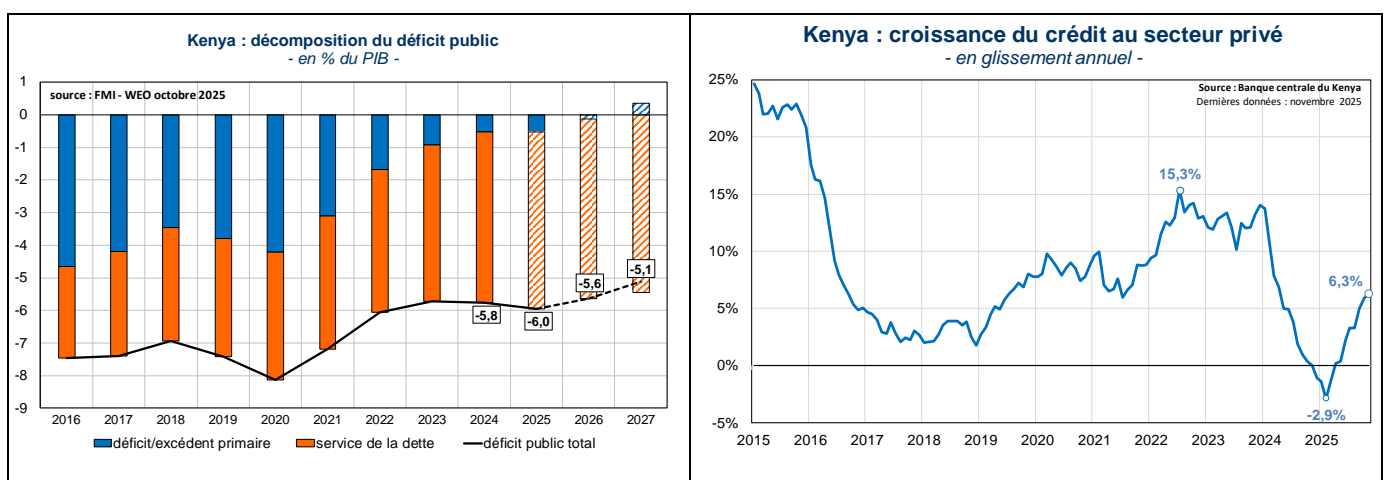 Kenya : décomposition du déficit public
- en % du PIB -
source : FMI - WEO octobre 2025
1
0
-1
-2
-3
-4
-5
-6
-7
-8
-9
-5,8
-6,0
-5,6
-5,1
2016 2017 2018 2019 2020 2021 2022 2023 2024 2025 2026 2027
déficit/excédent primaire service de la dette déficit public total
Kenya : croissance du crédit au secteur privé
- en glissement annuel -
Source : Banque centrale du Kenya
Dernières données : novembre 2025
25%
20%
15%
10%
5%
0%
-5%
15,3%
6,3%
-2,9%
2015 2016 2017 2018 2019 2020 2021 2022 2023 2024 2025